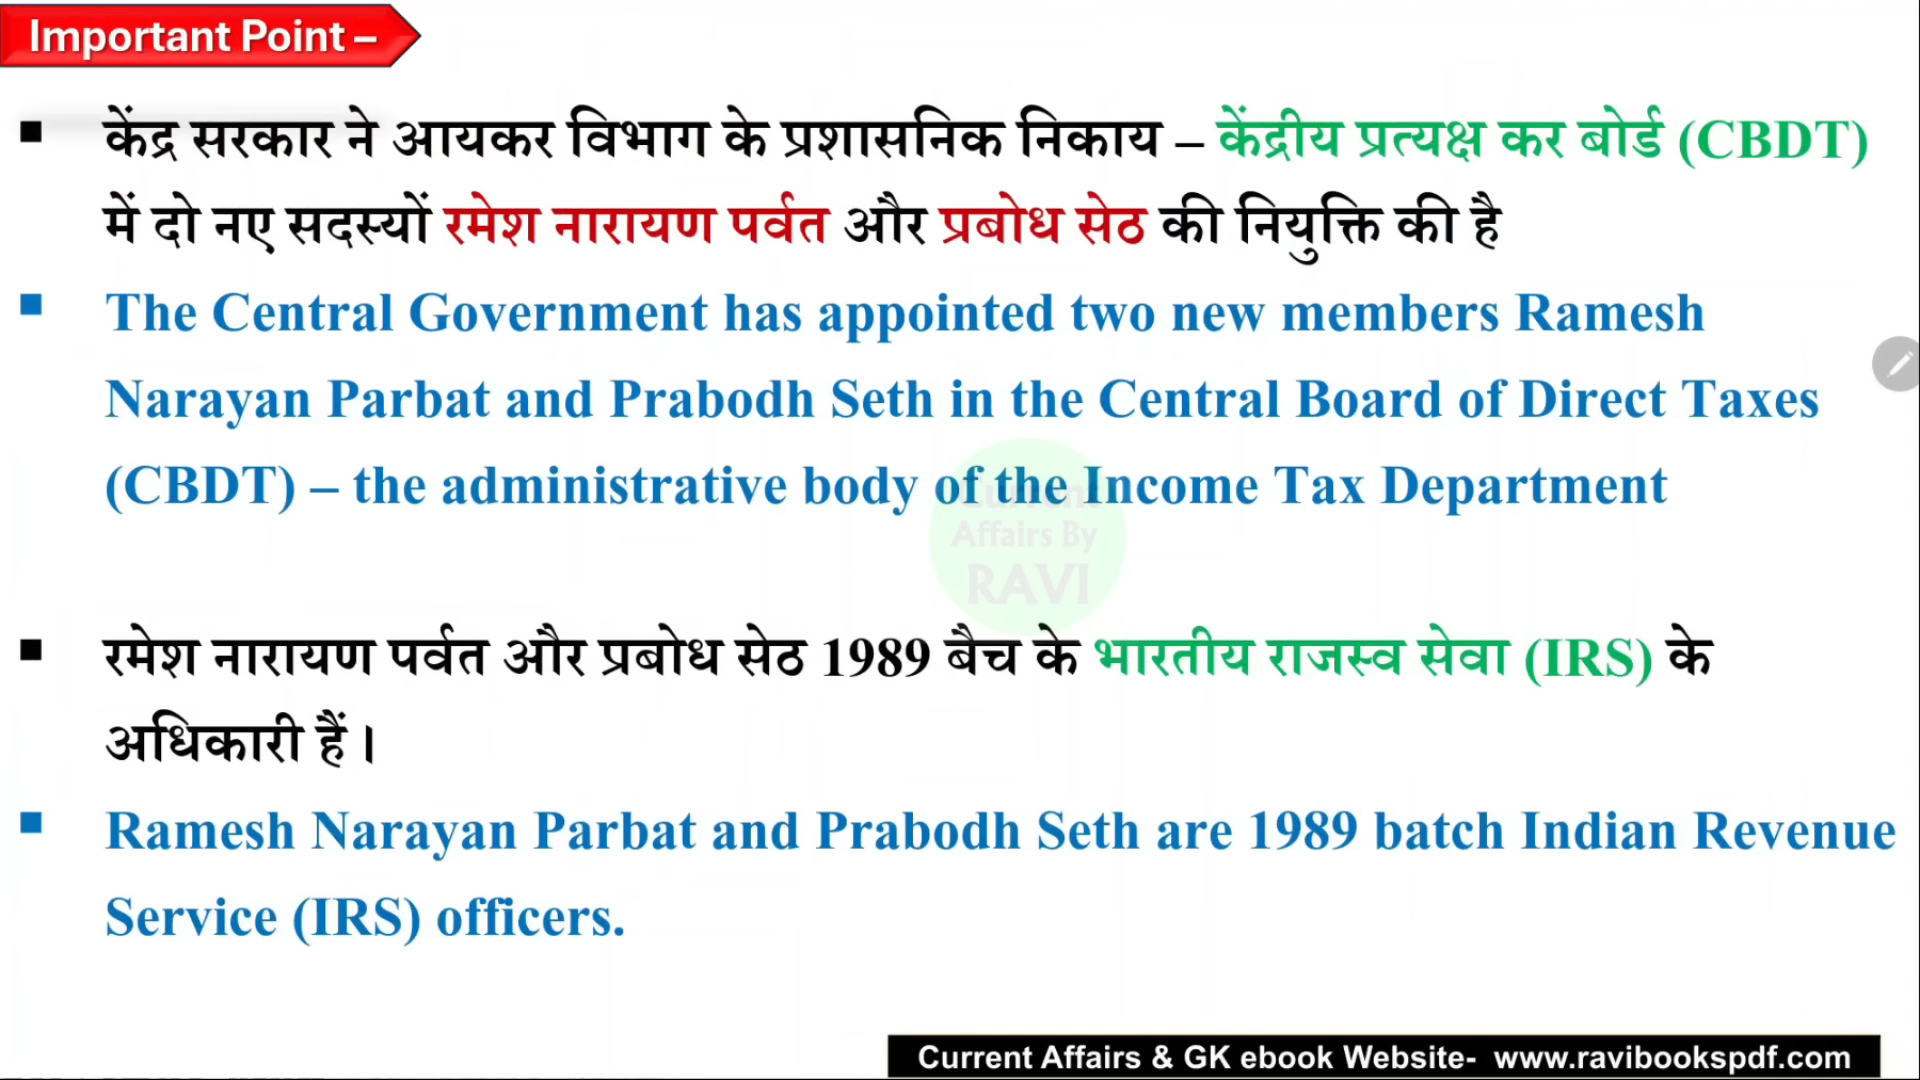 Important Point –
▪ केंद्र सरकार ने आयकर विभाग के प्रशासनिक निकाय – केंद्रीय प्रत्यक्ष कर बोर्ड (CBDT)
में दो नए सदस्यों रमेश नारायण पर्वत और प्रबोध सेठ की नियुक्ति की है
▪ The Central Government has appointed two new members Ramesh
Narayan Parbat and Prabodh Seth in the Central Board of Direct Taxes
(CBDT) – the administrative body of the Income Tax Department
Current
Affairs By
RAVI
▪ रमेश नारायण पर्वत और प्रबोध सेठ 1989 बैच के भारतीय राजस्व सेवा (IRS) के
अधिकारी हैं।
▪ Ramesh Narayan Parbat and Prabodh Seth are 1989 batch Indian Revenue
Service (IRS) officers.
Current Affairs & GK ebook Website- www.ravibookspdf.com